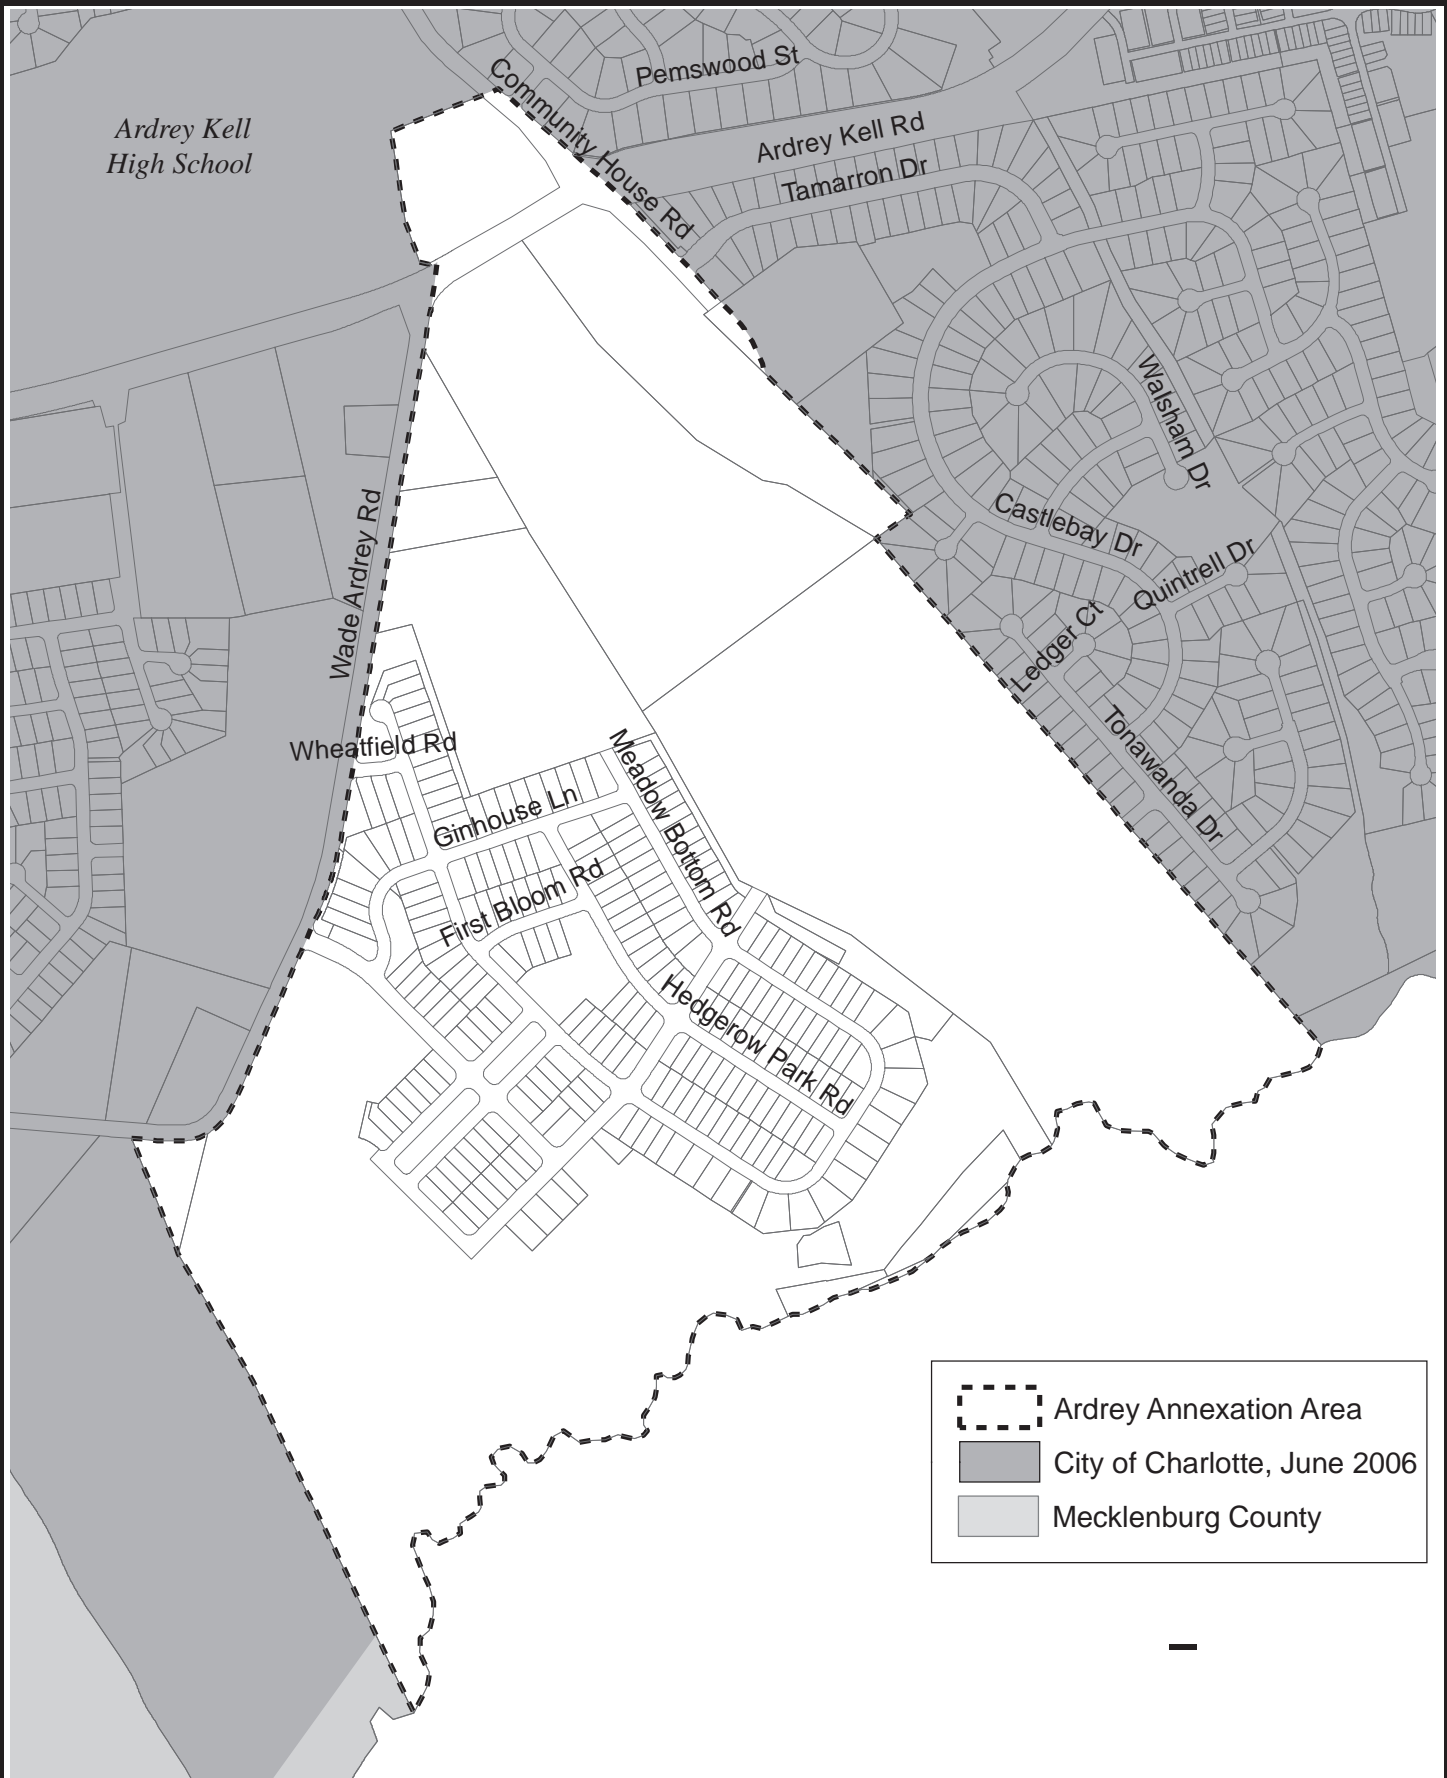 Pemswood St
Community House Rd
Ardrey Kell
High School
Ardrey Kell Rd
Tamarron Dr
Walsham Dr
Castlebay Dr
Quintrell Dr
Wade Ardrey Rd
Ledger Ct
Tonawanda Dr
Wheatfield Rd
Meadow Bottom Rd
Ginhouse Ln
First Bloom Rd
Hedgerow Park Rd
Ardrey Annexation Area
City of Charlotte, June 2006
Mecklenburg County